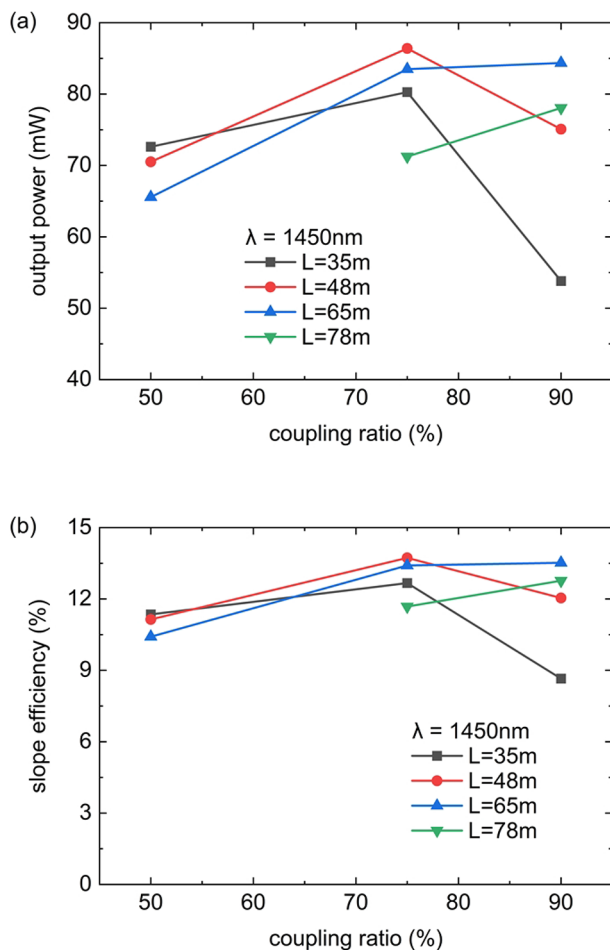 (a)
90
80
70
60
50
40
output power (mW)
λ = 1450nm
L=35m
L=48m
L=65m
L=78m
50 60 70 80 90
coupling ratio (%)
(b)
15
12
9
6
3
0
slope efficiency (%)
λ = 1450nm
L=35m
L=48m
L=65m
L=78m
50 60 70 80 90
coupling ratio (%)